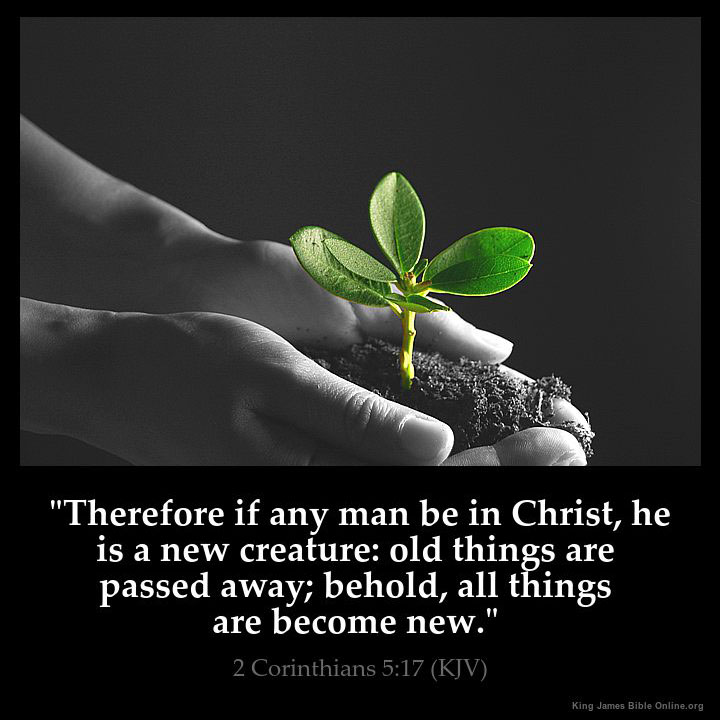 "Therefore if any man be in Christ, he
is a new creature: old things are
passed away; behold, all things
are become new."
2 Corinthians 5:17 (KJV)
King James Bible Online.org